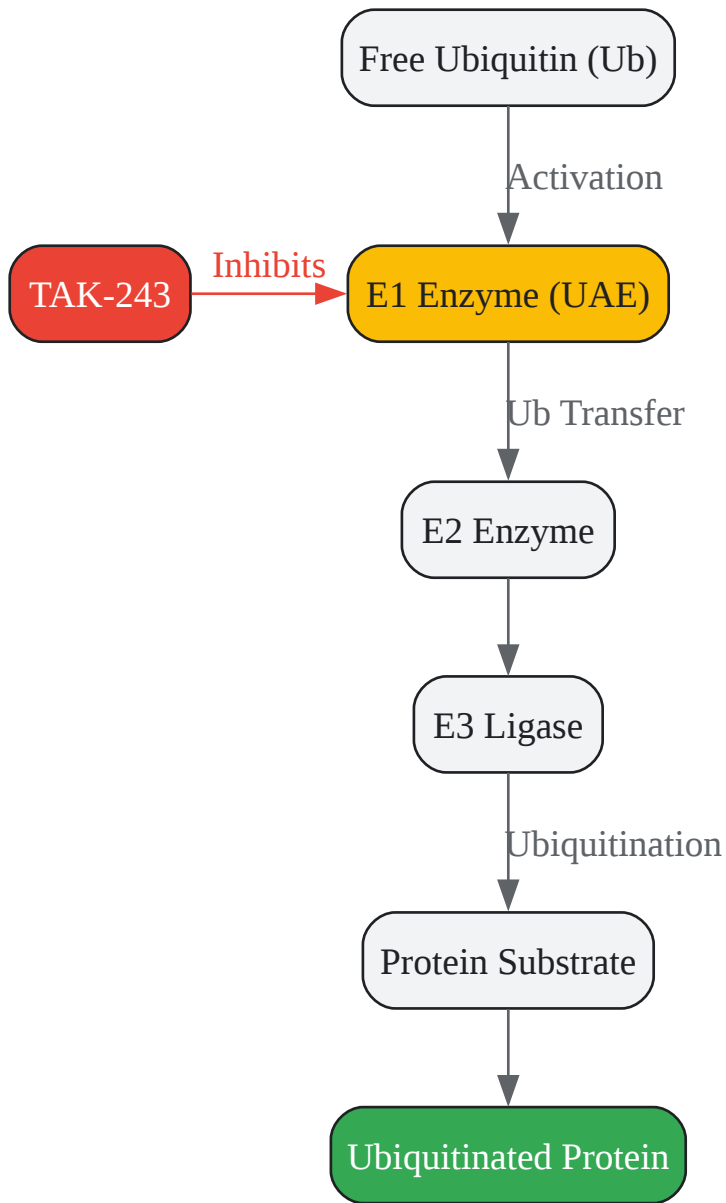 Free Ubiquitin (Ub)
Activation
Inhibits
TAK-243
E1 Enzyme (UAE)
Ub Transfer
E2 Enzyme
E3 Ligase
Ubiquitination
Protein Substrate
Ubiquitinated Protein